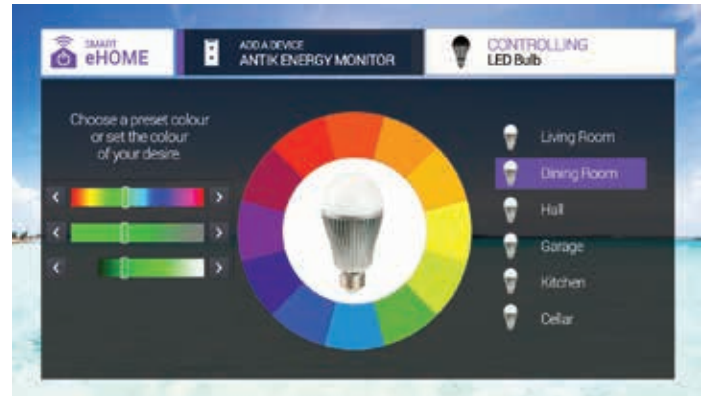 SMART
eHOME
ADD A DEVICE
ANTIK ENERGY MONITOR
CONTROLLING
LED Bulb
Choose a preset colour
or set the colour
of your desire
Living Room
Dining Room
Hall
Garage
Kitchen
Cellar